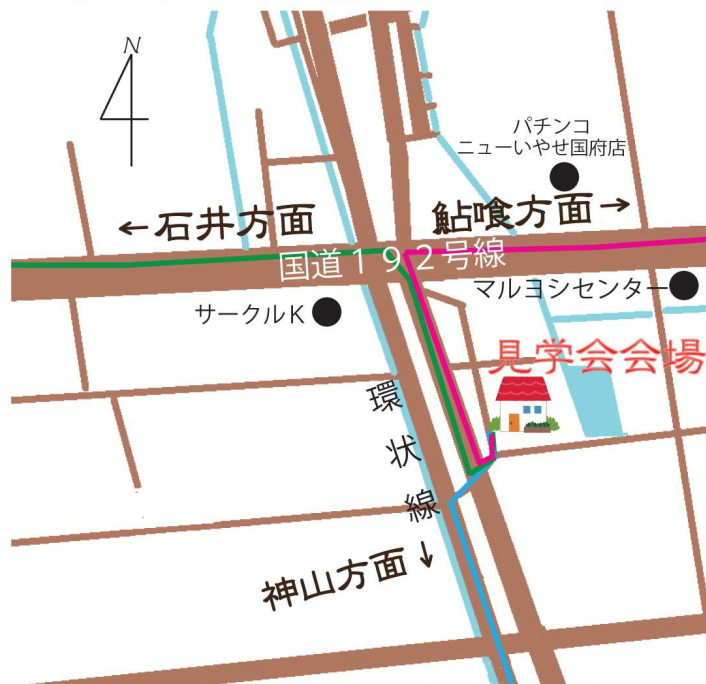 N
パチンコ
ニューいやせ国府店
←石井方面
鮎喰方面→
国道192号線
サークルK
マルヨシセンター
見学会会場
環状線
神山方面↓